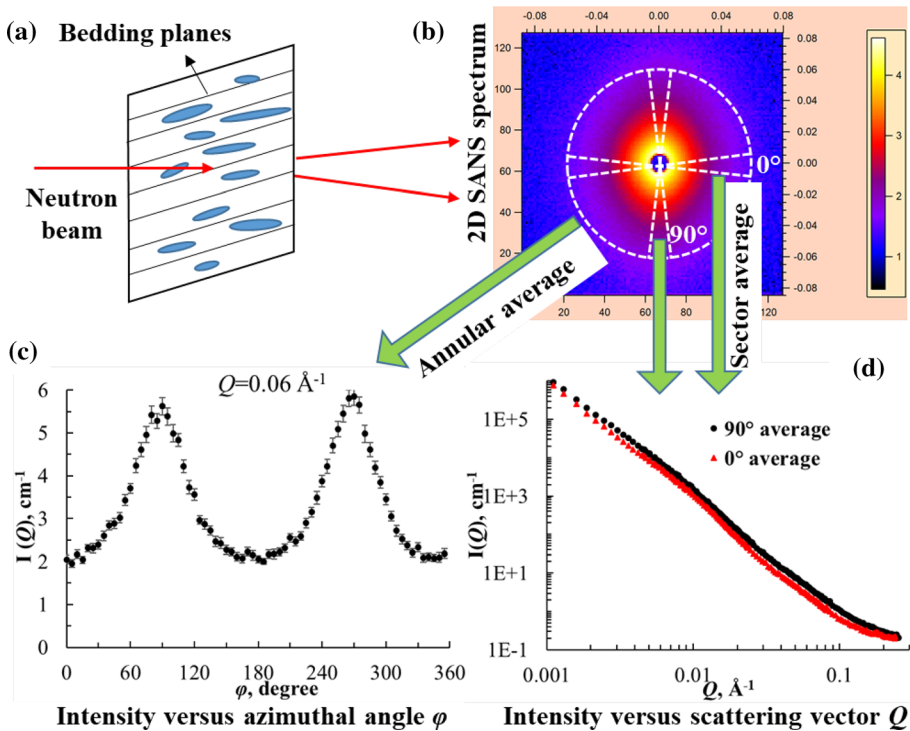 (a)
Bedding planes
Neutron
beam
(b)
2D SANS spectrum
-0.08 -0.04 0.00 0.04 0.08
120
100
80
60
40
20
0.08
0.06
0.04
0.02
0.00
-0.02
-0.04
-0.06
-0.08
20 40 60 80 100 130
4
3
2
1
0°
90°
Annular average
Sector average
(c)
Q=0.06 Å-1
I (Q), cm-1
6
5
4
3
2
1
0
0 60 120 180 240 300 360
φ, degree
Intensity versus azimuthal angle φ
(d)
90° average
0° average
I(Q), cm-1
1E+5
1E+3
1E+1
1E-1
0.001 0.01 0.1
Q, Å-1
Intensity versus scattering vector Q